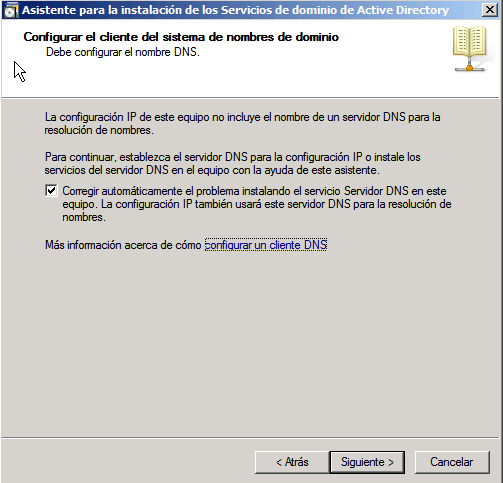 Asistente para la instalación de los Servicios de dominio de Active Directory
Configurar el cliente del sistema de nombres de dominio
Debe configurar el nombre DNS.
La configuración IP de este equipo no incluye el nombre de un servidor DNS para la
resolución de nombres.
Para continuar, establezca el servidor DNS para la configuración IP o instale los
servicios del servidor DNS en el equipo con la ayuda de este asistente.
Corregir automáticamente el problema instalando el servicio Servidor DNS en este
equipo. La configuración IP también usará este servidor DNS para la resolución de
nombres.
Más información acerca de cómo configurar un cliente DNS
< Atrás
Siguiente >
Cancelar